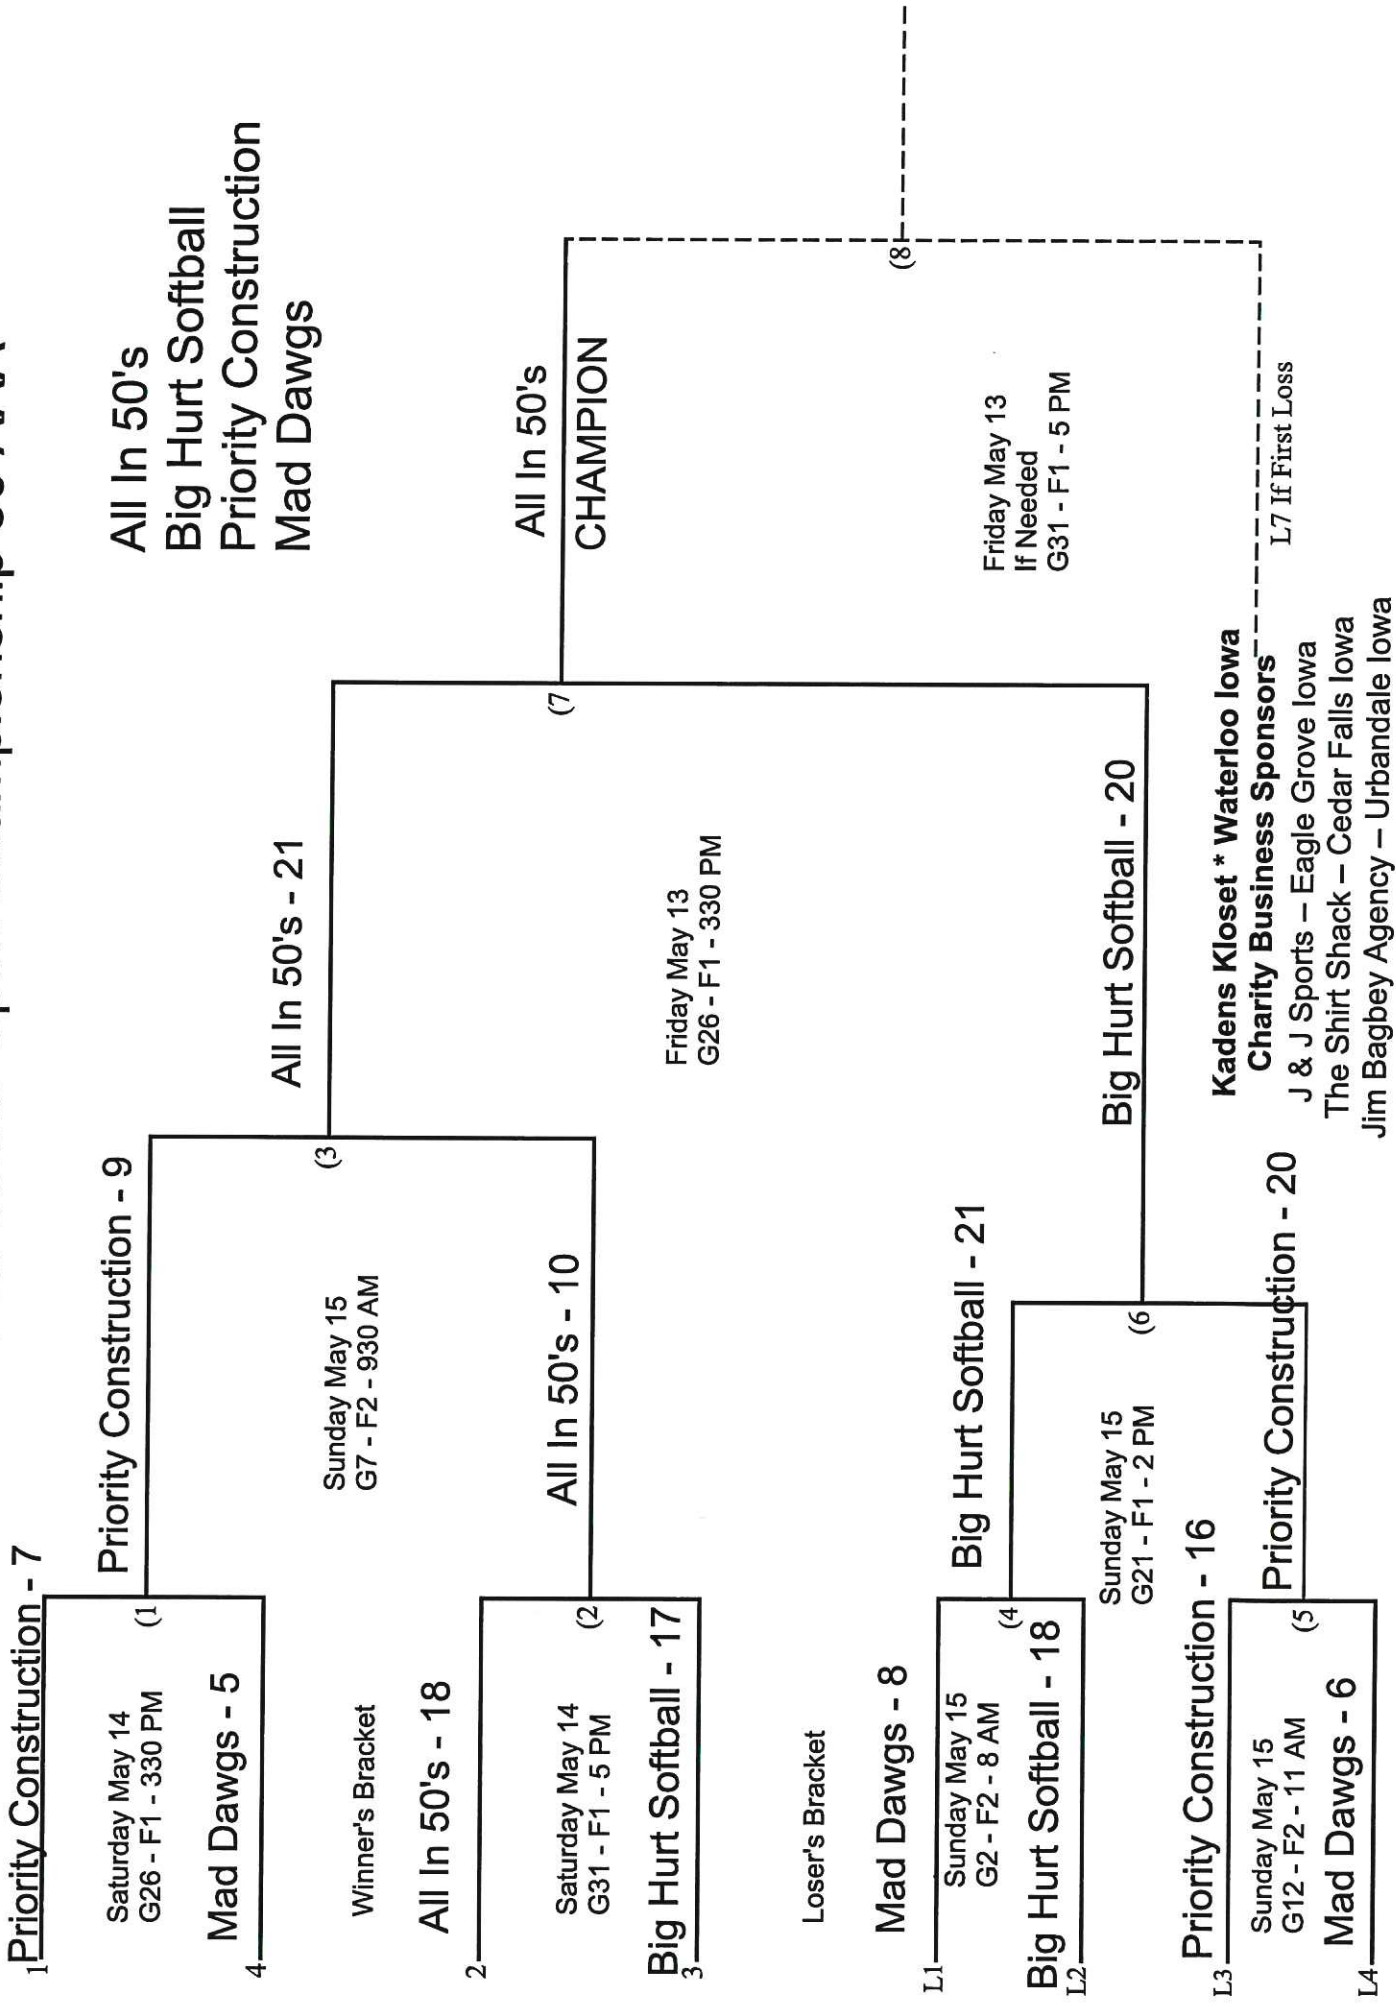 All In 50's
Big Hurt Softball
Priority Construction
Mad Dawgs
1
Priority Construction - 7
Saturday May 14
G26 - F1 - 330 PM
(1
Mad Dawgs - 5
4
Priority Construction - 9
Winner's Bracket
Sunday May 15
G7 - F2 - 930 AM
(3
All In 50's - 21
2
All In 50's - 18
Saturday May 14
G31 - F1 - 5 PM
(2
Big Hurt Softball - 17
3
All In 50's - 10
Friday May 13
G26 - F1 - 330 PM
(7
All In 50's
CHAMPION
Loser's Bracket
L1
Mad Dawgs - 8
Sunday May 15
G2 - F2 - 8 AM
(4
Big Hurt Softball - 18
L2
Big Hurt Softball - 21
Sunday May 15
G21 - F1 - 2 PM
(6
Big Hurt Softball - 20
Friday May 13
If Needed
G31 - F1 - 5 PM
(8
L3
Priority Construction - 16
Sunday May 15
G12 - F2 - 11 AM
(5
Mad Dawgs - 6
L4
Priority Construction - 20
L7 If First Loss
Kadens Kloset * Waterloo Iowa
Charity Business Sponsors
J & J Sports – Eagle Grove Iowa
The Shirt Shack – Cedar Falls Iowa
Jim Bagbey Agency – Urbandale Iowa